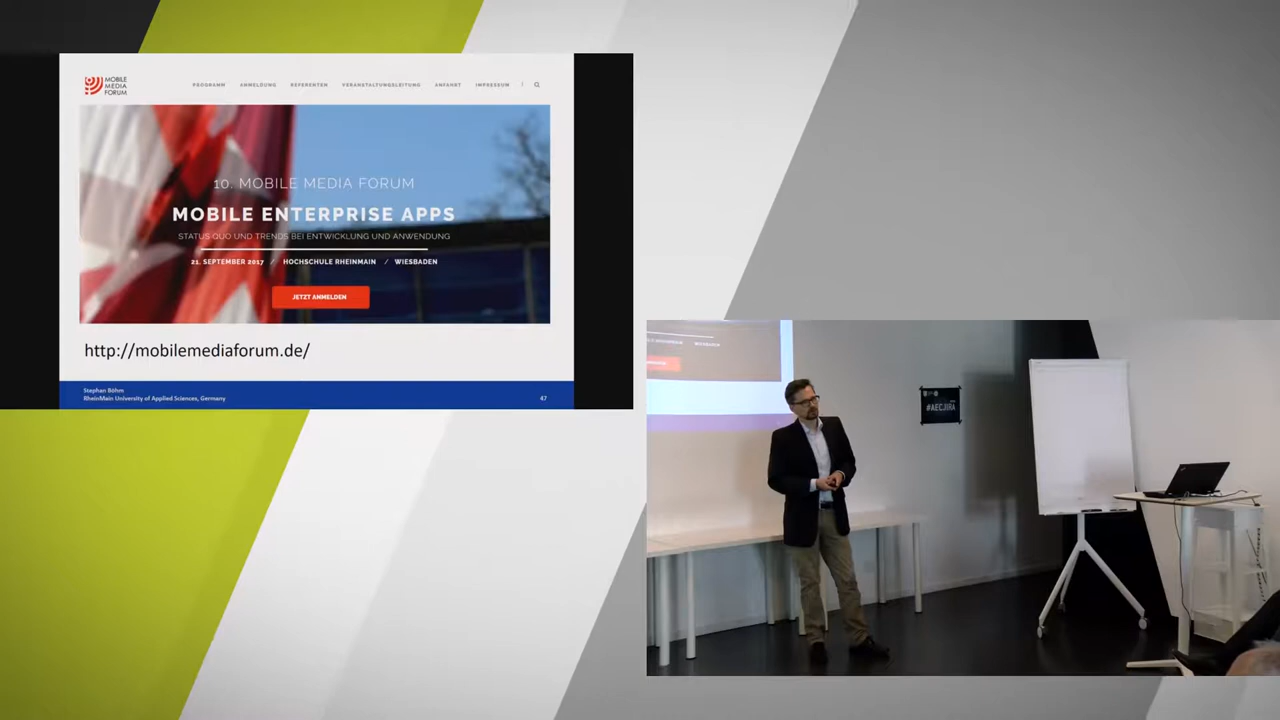 MOBILE
MEDIA
FORUM
PROGRAMM ANMELDUNG REFERENTEN VERANSTALTUNGSLEITUNG ANFAHRT IMPRESSUM
10. MOBILE MEDIA FORUM
MOBILE ENTERPRISE APPS
STATUS QUO UND TRENDS BEI ENTWICKLUNG UND ANWENDUNG
21. SEPTEMBER 2017 / HOCHSCHULE RHEINMAIN / WIESBADEN
JETZT ANMELDEN
http://mobilemediaforum.de/
Stephan Böhm
RheinMain University of Applied Sciences, Germany
47
#AECJIRA